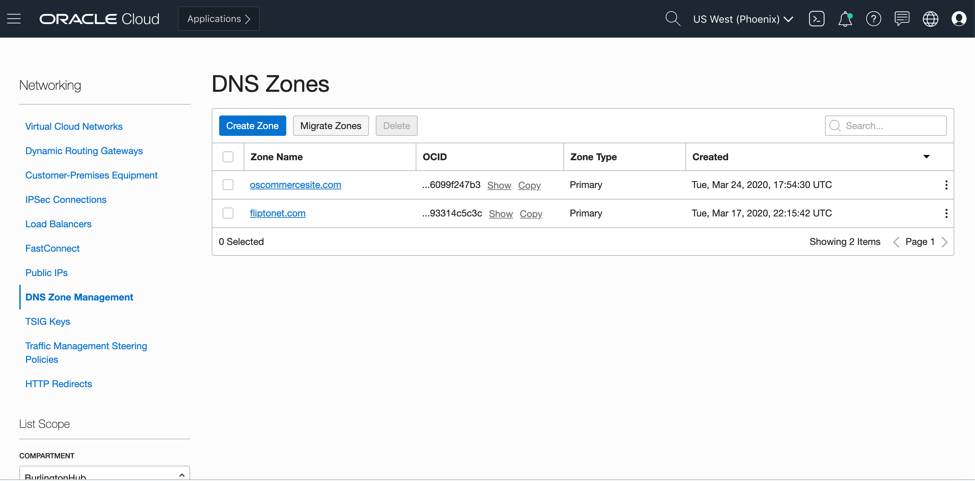 ORACLE Cloud
Applications
US West (Phoenix)
Networking
Virtual Cloud Networks
Dynamic Routing Gateways
Customer-Premises Equipment
IPSec Connections
Load Balancers
FastConnect
Public IPs
DNS Zone Management
TSIG Keys
Traffic Management Steering
Policies
HTTP Redirects
List Scope
COMPARTMENT
BurlingtonHub
DNS Zones
Create Zone Migrate Zones Delete Search...
Zone Name OCID Zone Type Created
oscommercesite.com ...6099f247b3 Show Copy Primary Tue, Mar 24, 2020, 17:54:30 UTC
fliptonet.com ...93314c5c3c Show Copy Primary Tue, Mar 17, 2020, 22:15:42 UTC
0 Selected Showing 2 Items Page 1